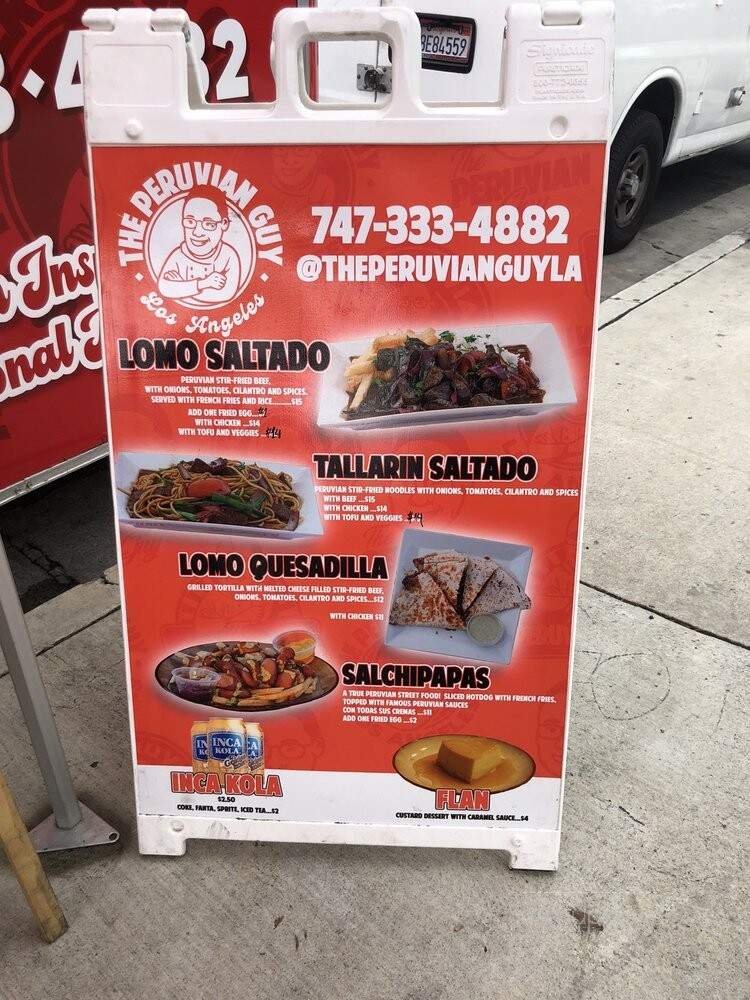 8E84559
Signicade
THE PERUVIAN GUY
Los Angeles
747-333-4882
@THEPERUVIANGUYLA
LOMO SALTADO
PERUVIAN STIR-FRIED BEEF,
WITH ONIONS, TOMATOES, CILANTRO AND SPICES.
SERVED WITH FRENCH FRIES AND RICE........$15
ADD ONE FRIED EGG...
WITH CHICKEN ...$14
WITH TOFU AND VEGGIES ...$14
TALLARIN SALTADO
PERUVIAN STIR-FRIED NOODLES WITH ONIONS, TOMATOES, CILANTRO AND SPICES
WITH BEEF ...$15
WITH CHICKEN ...$14
WITH TOFU AND VEGGIES ..$14
LOMO QUESADILLA
GRILLED TORTILLA WITH MELTED CHEESE FILLED STIR-FRIED BEEF,
ONIONS, TOMATOES, CILANTRO AND SPICES...$12
WITH CHICKEN $11
SALCHIPAPAS
A TRUE PERUVIAN STREET FOOD! SLICED HOTDOG WITH FRENCH FRIES,
TOPPED WITH FAMOUS PERUVIAN SAUCES
CON TODAS SUS CREMAS ...$11
ADD ONE FRIED EGG ...$2
INCA
KOLA
INCA KOLA
$2.50
COKE, FANTA, SPRITE, ICED TEA...$2
FLAN
CUSTARD DESSERT WITH CARAMEL SAUCE...$4